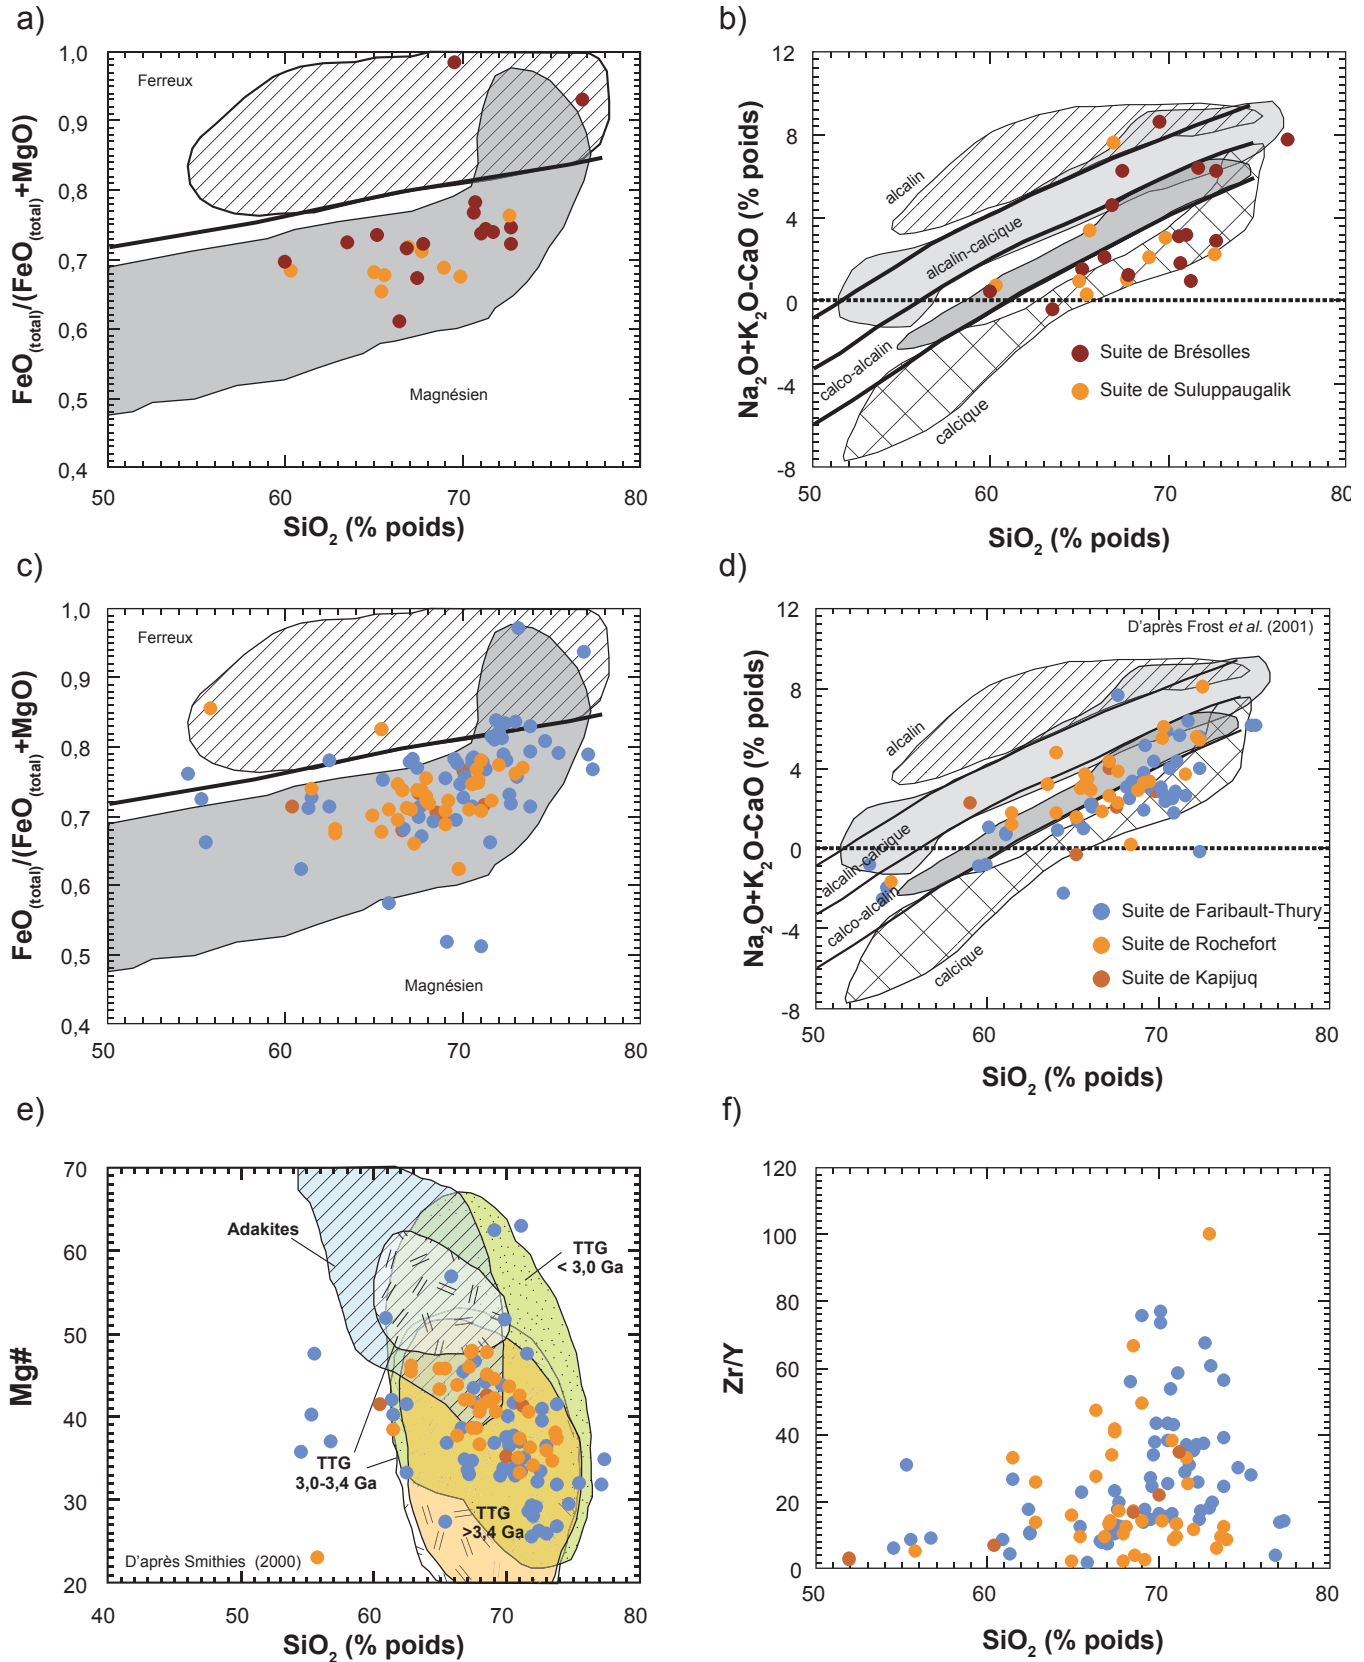 a)
1,0
0,9
0,8
0,7
0,6
0,5
0,4
FeO(total)/(FeO(total)+MgO)
Ferreux
Magnésien
50 60 70 80
SiO2 (% poids)
b)
12
8
4
0
-4
-8
Na2O+K2O-CaO (% poids)
alcalin
alcalin-calcique
calco-alcalin
calcique
Suite de Brésolles
Suite de Suluppaugalik
50 60 70 80
SiO2 (% poids)
c)
1,0
0,9
0,8
0,7
0,6
0,5
0,4
FeO(total)/(FeO(total)+MgO)
Ferreux
Magnésien
50 60 70 80
SiO2 (% poids)
d)
12
8
4
0
-4
-8
Na2O+K2O-CaO (% poids)
D'après Frost et al. (2001)
alcalin
alcalin-calcique
calco-alcalin
calcique
Suite de Faribault-Thury
Suite de Rochefort
Suite de Kapijuq
50 60 70 80
SiO2 (% poids)
e)
70
60
50
40
30
20
Mg#
Adakites
TTG
< 3,0 Ga
TTG
3,0-3,4 Ga
TTG
>3,4 Ga
D'après Smithies (2000)
40 50 60 70 80
SiO2 (% poids)
f)
120
100
80
60
40
20
0
Zr/Y
50 60 70 80
SiO2 (% poids)